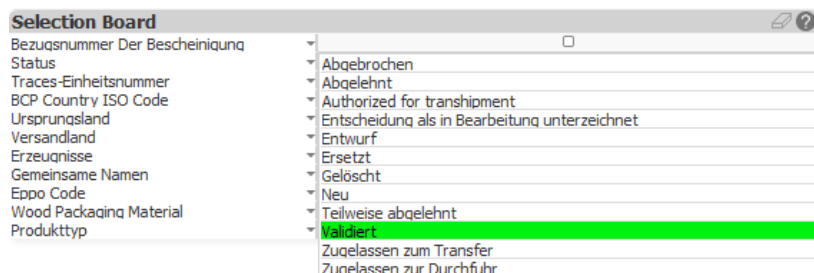 Selection Board
Bezugsnummer Der Bescheinigung
Status
Abgebrochen
Traces-Einheitsnummer
Abgelehnt
BCP Country ISO Code
Authorized for transhipment
Ursprungsland
Entscheidung als in Bearbeitung unterzeichnet
Versandland
Entwurf
Erzeugnisse
Ersetzt
Gemeinsame Namen
Gelöscht
Eppo Code
Neu
Wood Packaging Material
Teilweise abgelehnt
Produkttyp
Validiert
Zugelassen zum Transfer
Zugelassen zur Durchfuhr